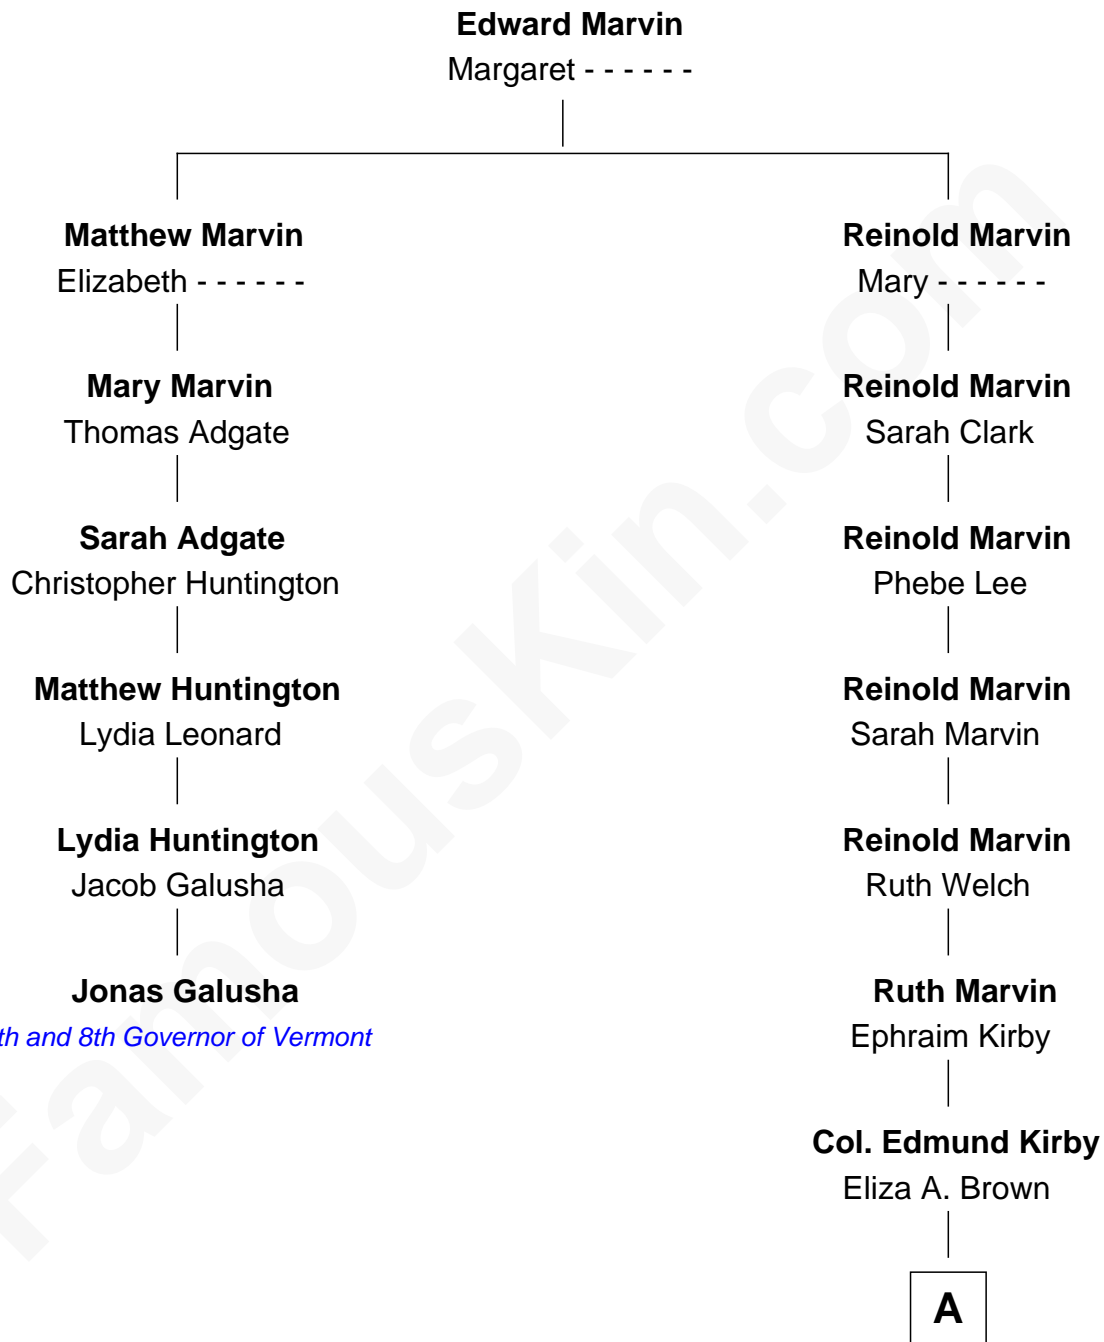 Edward Marvin
Margaret - - - - - -
Matthew Marvin
Elizabeth - - - - - -
Mary Marvin
Thomas Adgate
Sarah Adgate
Christopher Huntington
Matthew Huntington
Lydia Leonard
Lydia Huntington
Jacob Galusha
Jonas Galusha
th and 8th Governor of Vermont
Reinold Marvin
Mary - - - - - -
Reinold Marvin
Sarah Clark
Reinold Marvin
Phebe Lee
Reinold Marvin
Sarah Marvin
Reinold Marvin
Ruth Welch
Ruth Marvin
Ephraim Kirby
Col. Edmund Kirby
Eliza A. Brown
A
FamousKin.com